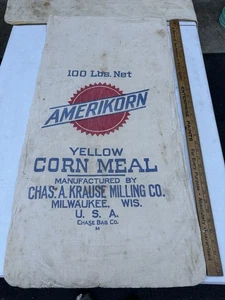 100 Lbs. Net
AMERIKORN
YELLOW
CORN MEAL
MANUFACTURED BY
CHAS. A. KRAUSE MILLING CO.
MILWAUKEE, WIS.
U. S. A.
CHASE BAG CO.
M